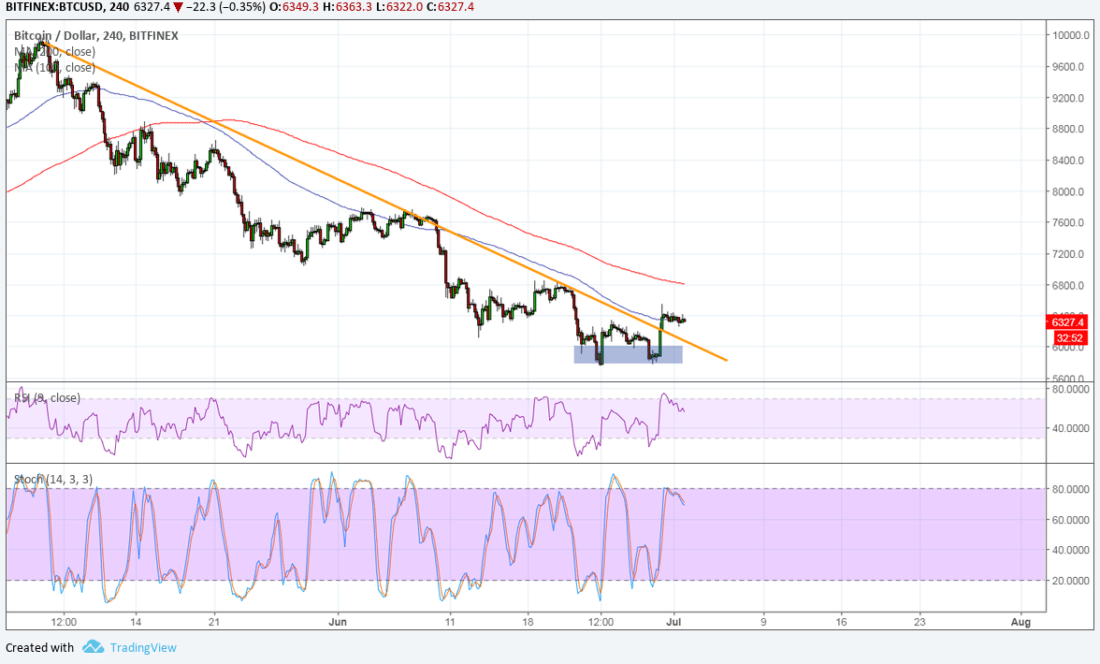 BITFINEX:BTCUSD, 240 6327.4 ▼ −22.3 (−0.35%) O:6349.3 H:6363.3 L:6322.0 C:6327.4
Bitcoin / Dollar, 240, BITFINEX
close)
close)
10000.0
9600.0
9200.0
8800.0
8400.0
8000.0
7600.0
7200.0
6800.0
6327.4
32:52
6000.0
5600.0
RSI (9, close)
80.0000
40.0000
Stoch (14, 3, 3)
80.0000
60.0000
40.0000
20.0000
12:00 14 21 Jun 11 18 12:00 Jul 9 16 23 Aug
Created with TradingView